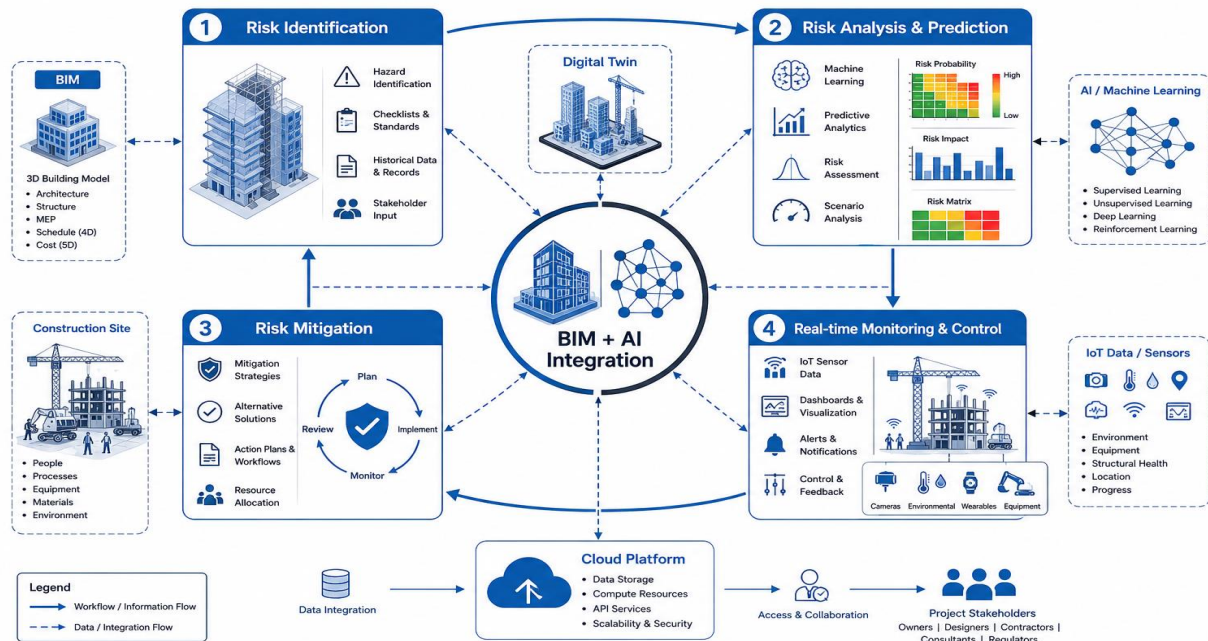 1 Risk Identification
Hazard
Identification
Checklists &
Standards
Historical Data
& Records
Stakeholder
Input
Digital Twin
2 Risk Analysis & Prediction
Machine
Learning
Predictive
Analytics
Risk
Assessment
Scenario
Analysis
Risk Probability
High
Low
Risk Impact
Risk Matrix
BIM
3D Building Model
• Architecture
• Structure
• MEP
• Schedule (4D)
• Cost (5D)
AI / Machine Learning
• Supervised Learning
• Unsupervised Learning
• Deep Learning
• Reinforcement Learning
BIM + AI
Integration
Construction Site
• People
• Processes
• Equipment
• Materials
• Environment
3 Risk Mitigation
Mitigation
Strategies
Alternative
Solutions
Action Plans &
Workflows
Resource
Allocation
Plan
Implement
Monitor
Review
4 Real-time Monitoring & Control
IoT Sensor
Data
Dashboards &
Visualization
Alerts &
Notifications
Control &
Feedback
Cameras
Environmental
Wearables
Equipment
IoT Data / Sensors
• Environment
• Equipment
• Structural Health
• Location
• Progress
Legend
Workflow / Information Flow
Data / Integration Flow
Data Integration
Cloud Platform
• Data Storage
• Compute Resources
• API Services
• Scalability & Security
Access & Collaboration
Project Stakeholders
Owners | Designers | Contractors |
Consultants | Regulators